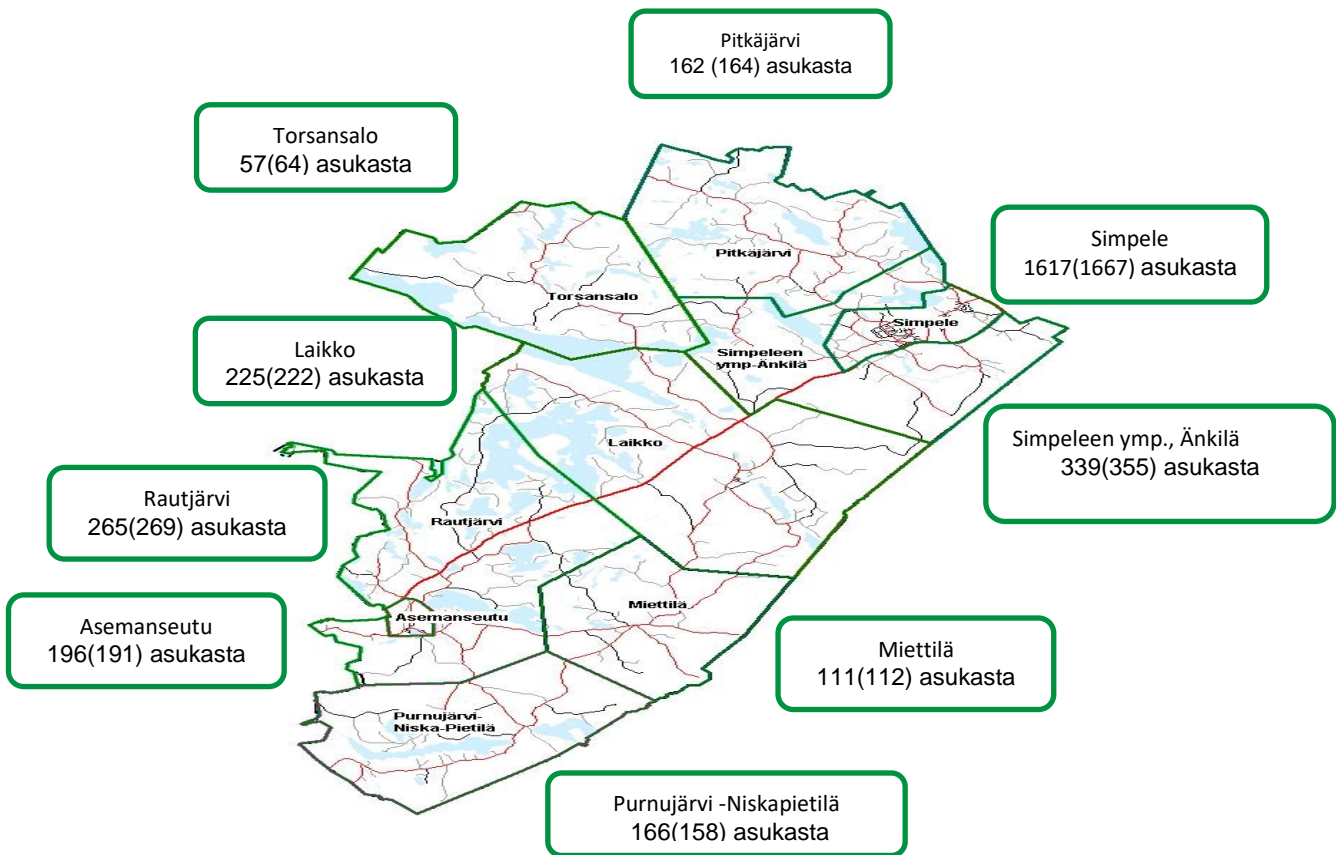 Pitkäjärvi
162 (164) asukasta
Torsansalo
57(64) asukasta
Simpele
1617(1667) asukasta
Laikko
225(222) asukasta
Simpeleen ymp., Änkilä
339(355) asukasta
Rautjärvi
265(269) asukasta
Asemanseutu
196(191) asukasta
Miettilä
111(112) asukasta
Purnujärvi -Niskapietilä
166(158) asukasta
Pitkäjärvi
Torsansalo
Simpele
Simpeleen
ymp-Änkilä
Laikko
Rautjärvi
Miettilä
Asemanseutu
Purnujärvi-
Niska-Pietilä